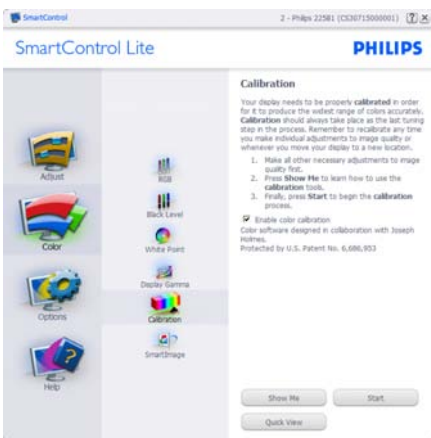 SmartControl
2 - Philips 225B1 (CS30715000001)
SmartControl Lite
PHILIPS
Adjust
Color
Options
Help
RGB
Black Level
White Point
Display Gamma
Calibration
SmartImage
Calibration
Your display needs to be properly calibrated in order
for it to produce the widest range of colors accurately.
Calibration should always take place as the last tuning
step in the process. Remember to recalibrate any time
you make individual adjustments to image quality or
whenever you move your display to a new location.
1. Make all other necessary adjustments to image
quality first.
2. Press Show Me to learn how to use the
calibration tools.
3. Finally, press Start to begin the calibration
process.
Enable color calibration
Color software designed in collaboration with Joseph
Holmes.
Protected by U.S. Patent No. 6,686,953
Show Me
Start
Quick View